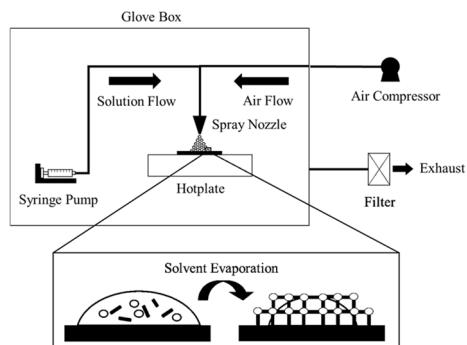 Glove Box
Solution Flow
Air Flow
Air Compressor
Spray Nozzle
Exhaust
Syringe Pump
Hotplate
Filter
Solvent Evaporation